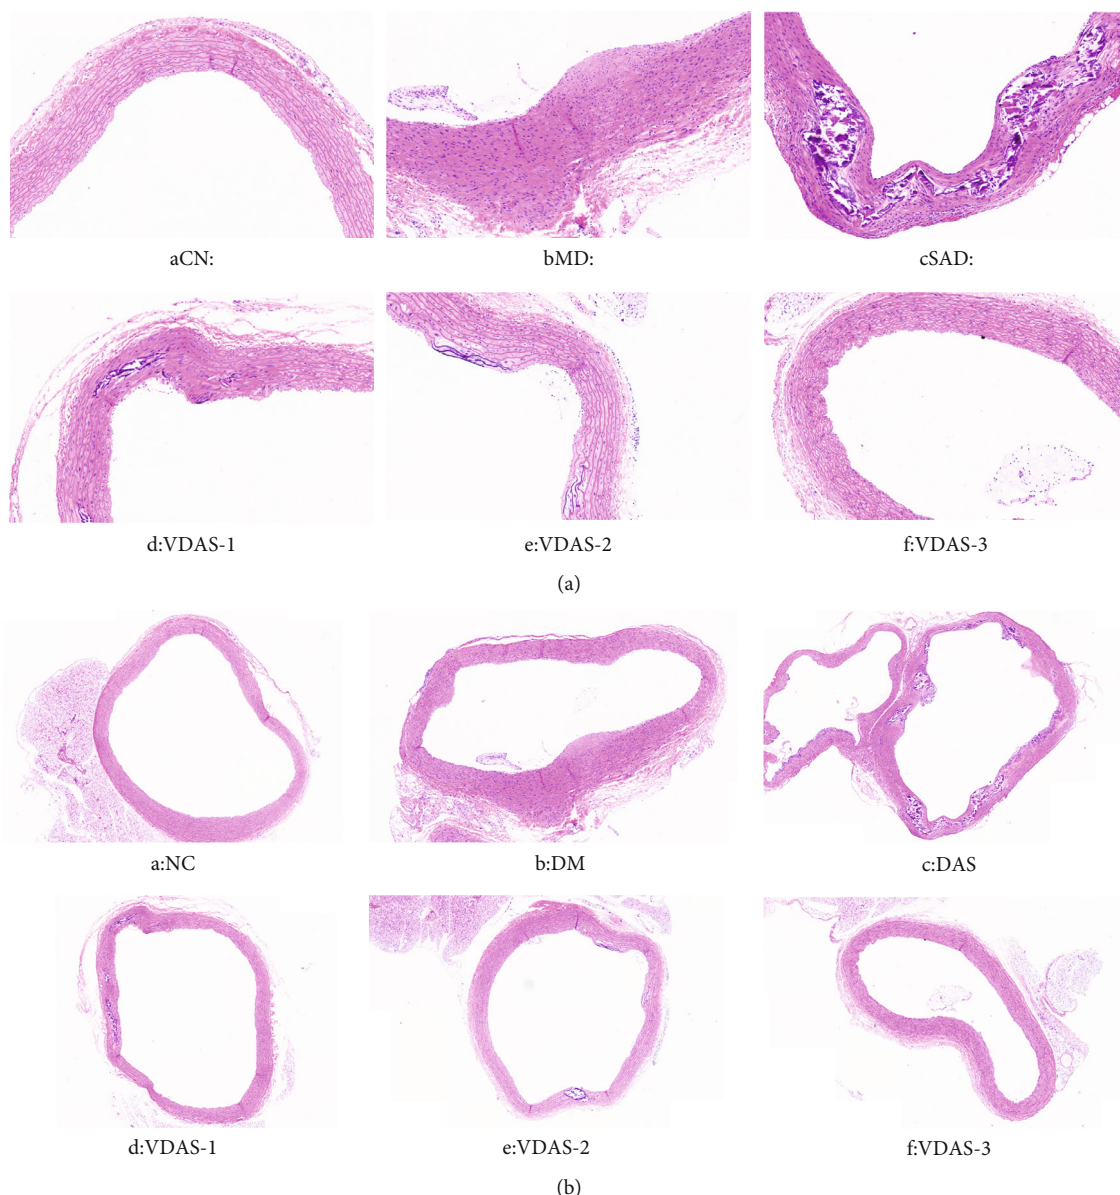 aCN:
bMD:
cSAD:
d:VDAS-1
e:VDAS-2
f:VDAS-3
(a)
a:NC
b:DM
c:DAS
d:VDAS-1
e:VDAS-2
f:VDAS-3
(b)